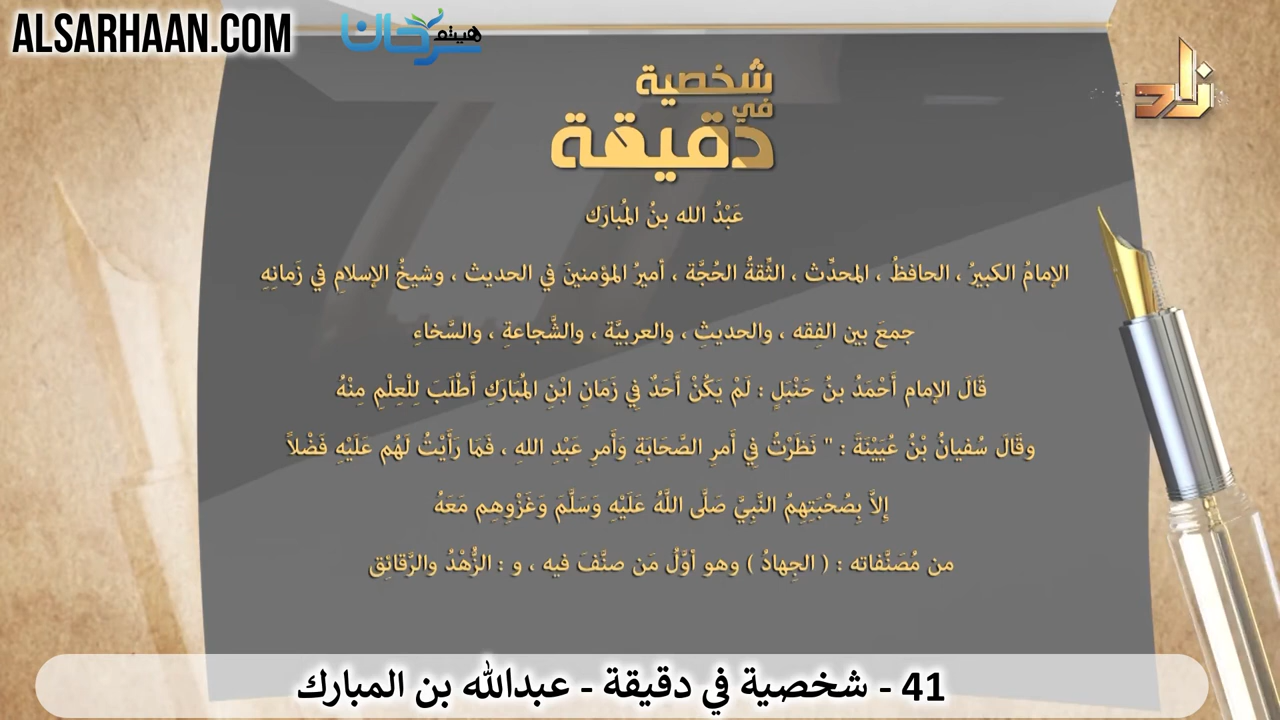 ALSARHAAN.COM
هيثم سرحان
زاد
شخصية
في
دقيقة
عَبْدُ الله بنُ المُبارَك
الإمامُ الكبيرُ ، الحافظُ ، المحدِّث ، الثِّقةُ الحُجَّة ، أميرُ المؤمنينَ في الحديث ، وشيخُ الإسلامِ في زَمانِهِ
جمعَ بين الفِقه ، والحديثِ ، والعربيَّة ، والشَّجاعةِ ، والسَّخاءِ
قَالَ الإمام أَحْمَدُ بنُ حَنْبَلٍ : لَمْ يَكُنْ أَحَدٌ فِي زَمَانِ ابْنِ المُبَارَكِ أَطْلَبَ لِلْعِلْمِ مِنْهُ
وقَالَ سُفيانُ بْنُ عُيَيْنَةَ : " نَظَرْتُ فِي أَمرِ الصَّحَابَةِ وَأَمرِ عَبْدِ اللهِ ، فَمَا رَأَيْتُ لَهُم عَلَيْهِ فَضْلاً
إِلاَّ بِصُحْبَتِهِمُ النَّبِيَّ صَلَّى اللَّهُ عَلَيْهِ وَسَلَّمَ وَغَزْوِهِم مَعَهُ
من مُصَنَّفاته : ( الجِهادُ ) وهو أوَّلُ مَن صنَّفَ فيه ، و : الزُّهْدُ والرَّقائِق
41 - شخصية في دقيقة - عبدالله بن المبارك